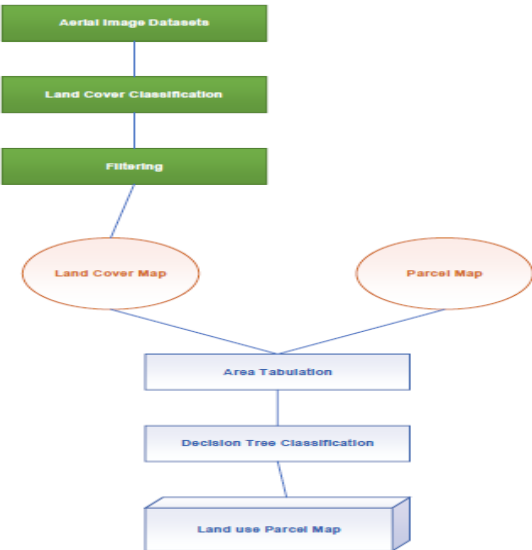 Aerial Image Datasets
Land Cover Classification
Filtering
Land Cover Map
Parcel Map
Area Tabulation
Decision Tree Classification
Land use Parcel Map